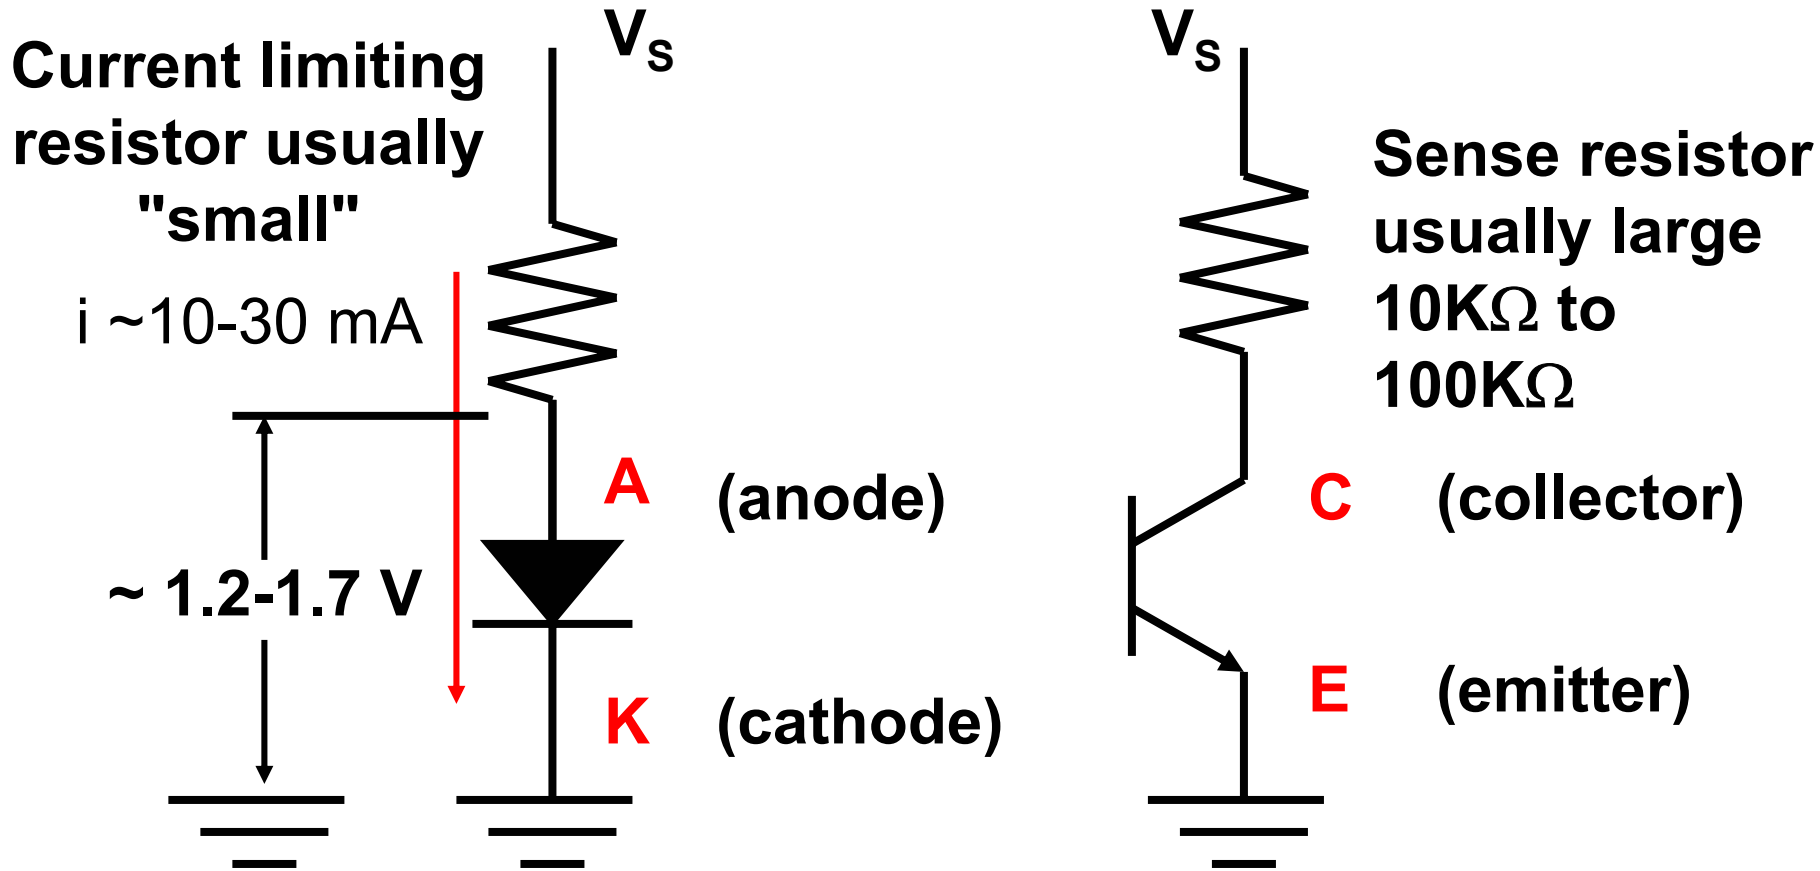 Current limiting
resistor usually
"small"
i ~10-30 mA
~ 1.2-1.7 V
V_S
A (anode)
K (cathode)
V_S
Sense resistor
usually large
10KΩ to
100KΩ
C (collector)
E (emitter)